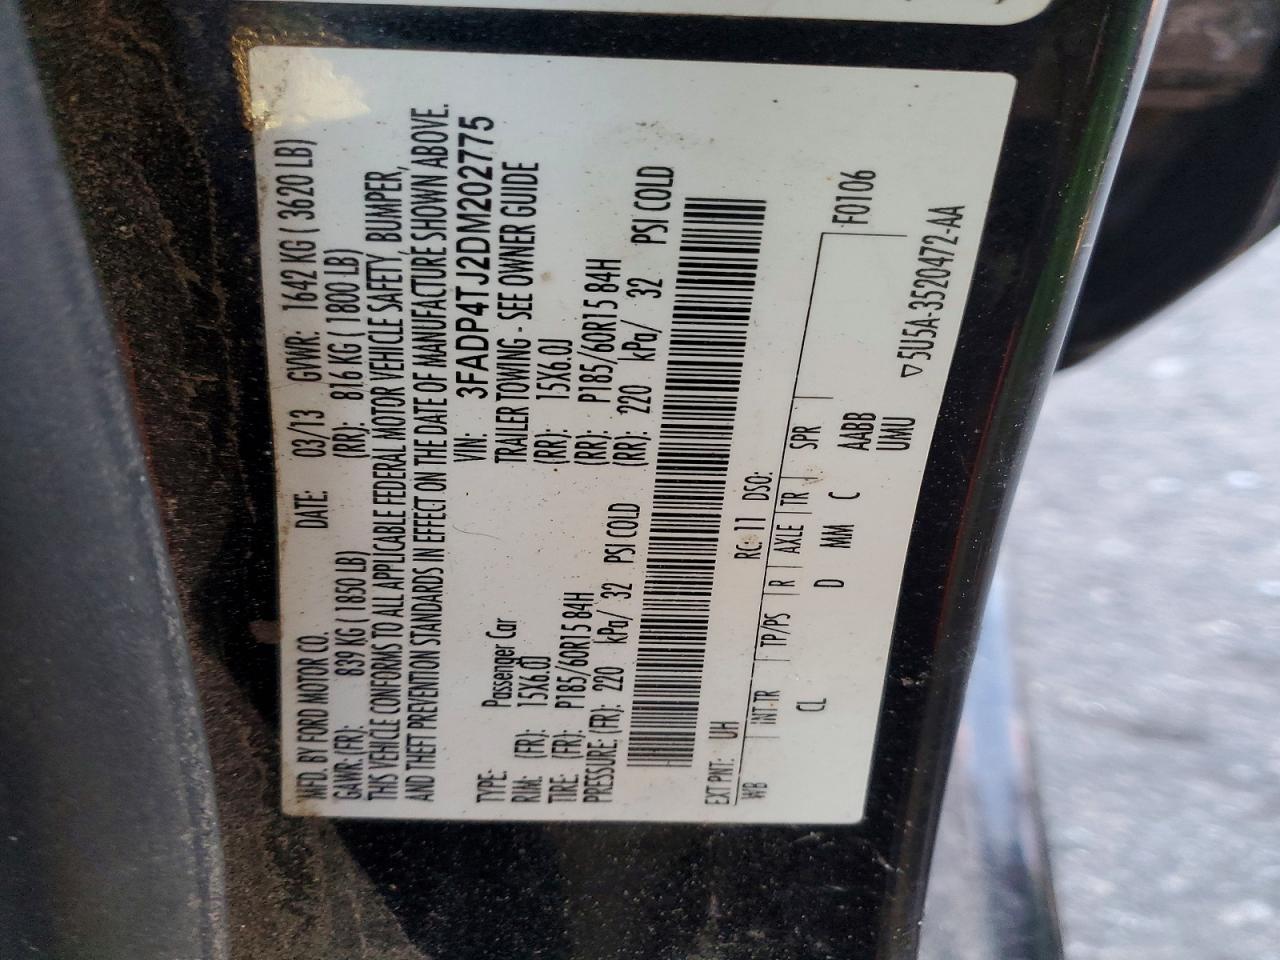 MFD. BY FORD MOTOR CO. DATE: 03/13 GVWR: 1642 KG ( 3620 LB)
GAWR: (FR): 839 KG ( 1850 LB) (RR): 816 KG ( 1800 LB)
THIS VEHICLE CONFORMS TO ALL APPLICABLE FEDERAL MOTOR VEHICLE SAFETY, BUMPER,
AND THEFT PREVENTION STANDARDS IN EFFECT ON THE DATE OF MANUFACTURE SHOWN ABOVE.
VIN: 3FADP4TJ2DM202775
TYPE: Passenger Car TRAILER TOWING - SEE OWNER GUIDE
RIM: (FR): 15X6.0J (RR): 15X6.0J
TIRE: (FR): P185/60R15 84H (RR): P185/60R15 84H
PRESSURE: (FR): 220 kPa/ 32 PSI COLD (RR): 220 kPa/ 32 PSI COLD
EXT PNT: UH RC: 11 DSO: F0106
WB INT TR TP/PS R AXLE TR SPR
CL D MM C AABB
UMU
▽5U5A-3520472-AA